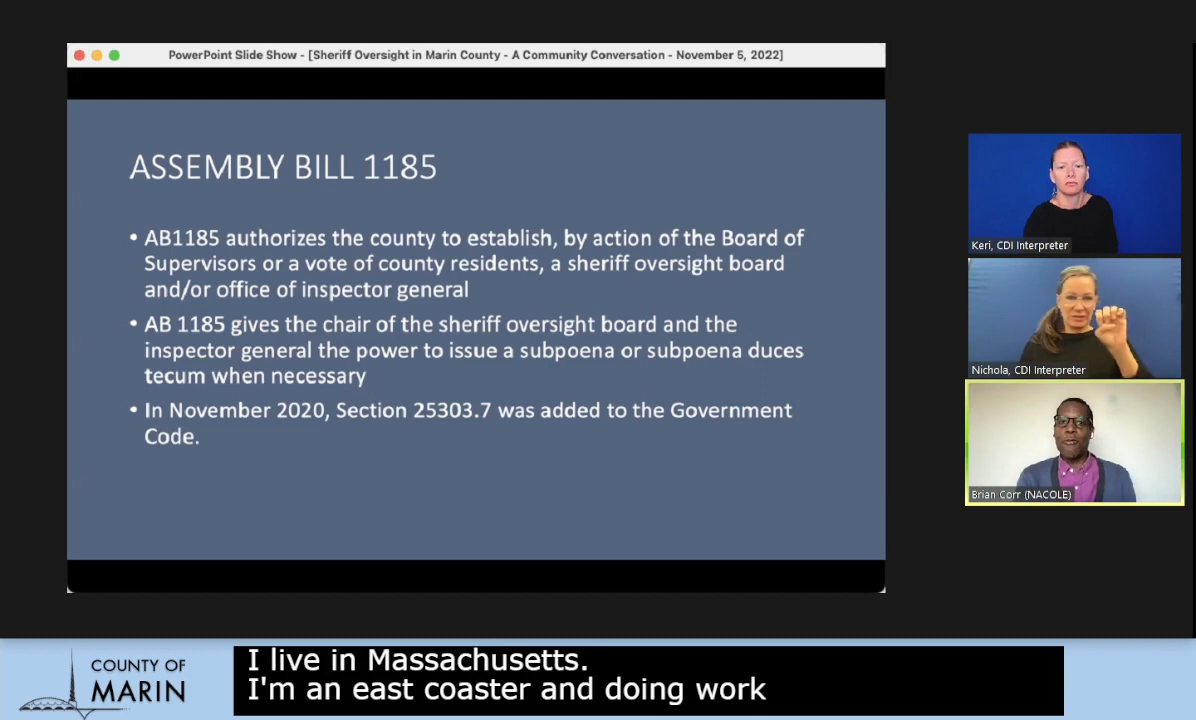 PowerPoint Slide Show - [Sheriff Oversight in Marin County - A Community Conversation - November 5, 2022]
ASSEMBLY BILL 1185
• AB1185 authorizes the county to establish, by action of the Board of
Supervisors or a vote of county residents, a sheriff oversight board
and/or office of inspector general
• AB 1185 gives the chair of the sheriff oversight board and the
inspector general the power to issue a subpoena or subpoena duces
tecum when necessary
• In November 2020, Section 25303.7 was added to the Government
Code.
Keri, CDI Interpreter
Nichola, CDI Interpreter
Brian Corr (NACOLE)
COUNTY OF
MARIN
I live in Massachusetts.
I'm an east coaster and doing work